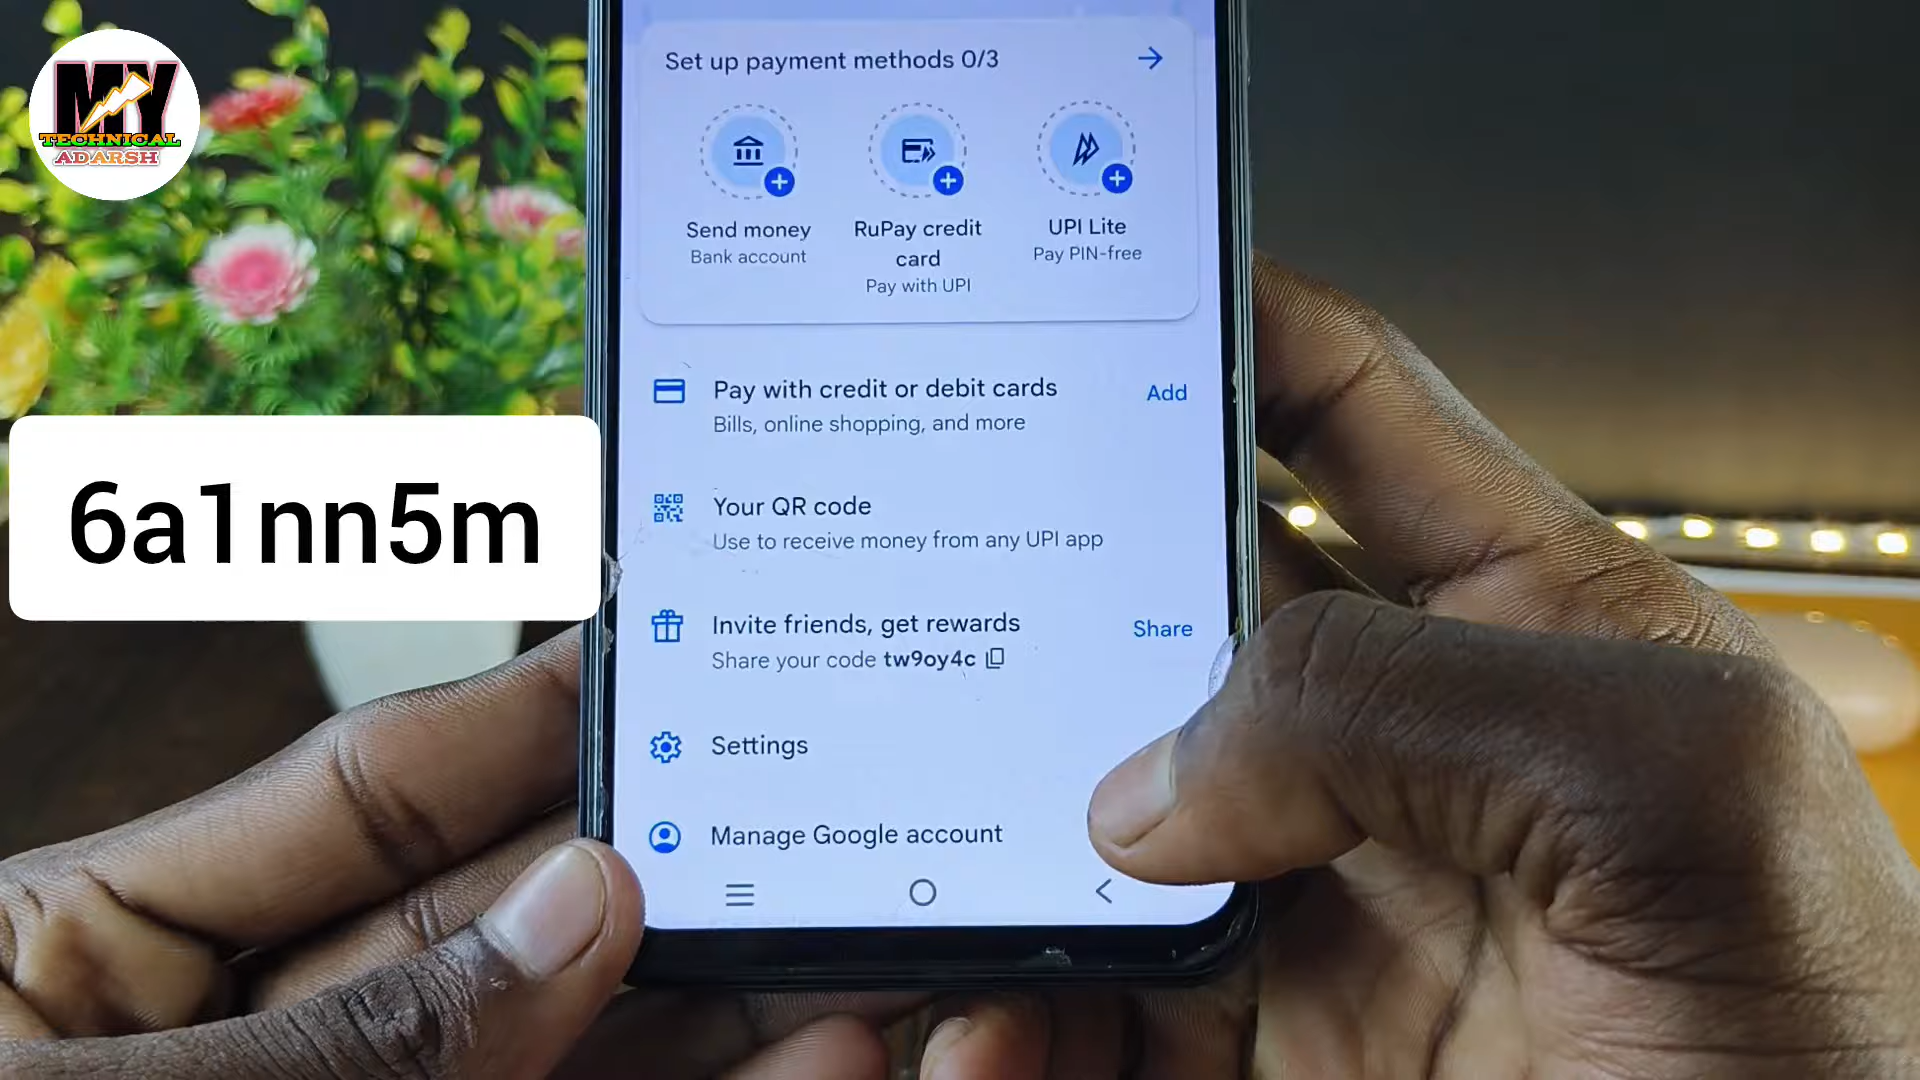 MY
TECHNICAL
ADARSH
6a1nn5m
Set up payment methods 0/3
Send money
Bank account
RuPay credit
card
Pay with UPI
UPI Lite
Pay PIN-free
Pay with credit or debit cards
Add
Bills, online shopping, and more
Your QR code
Use to receive money from any UPI app
Invite friends, get rewards
Share
Share your code tw9oy4c
Settings
Manage Google account